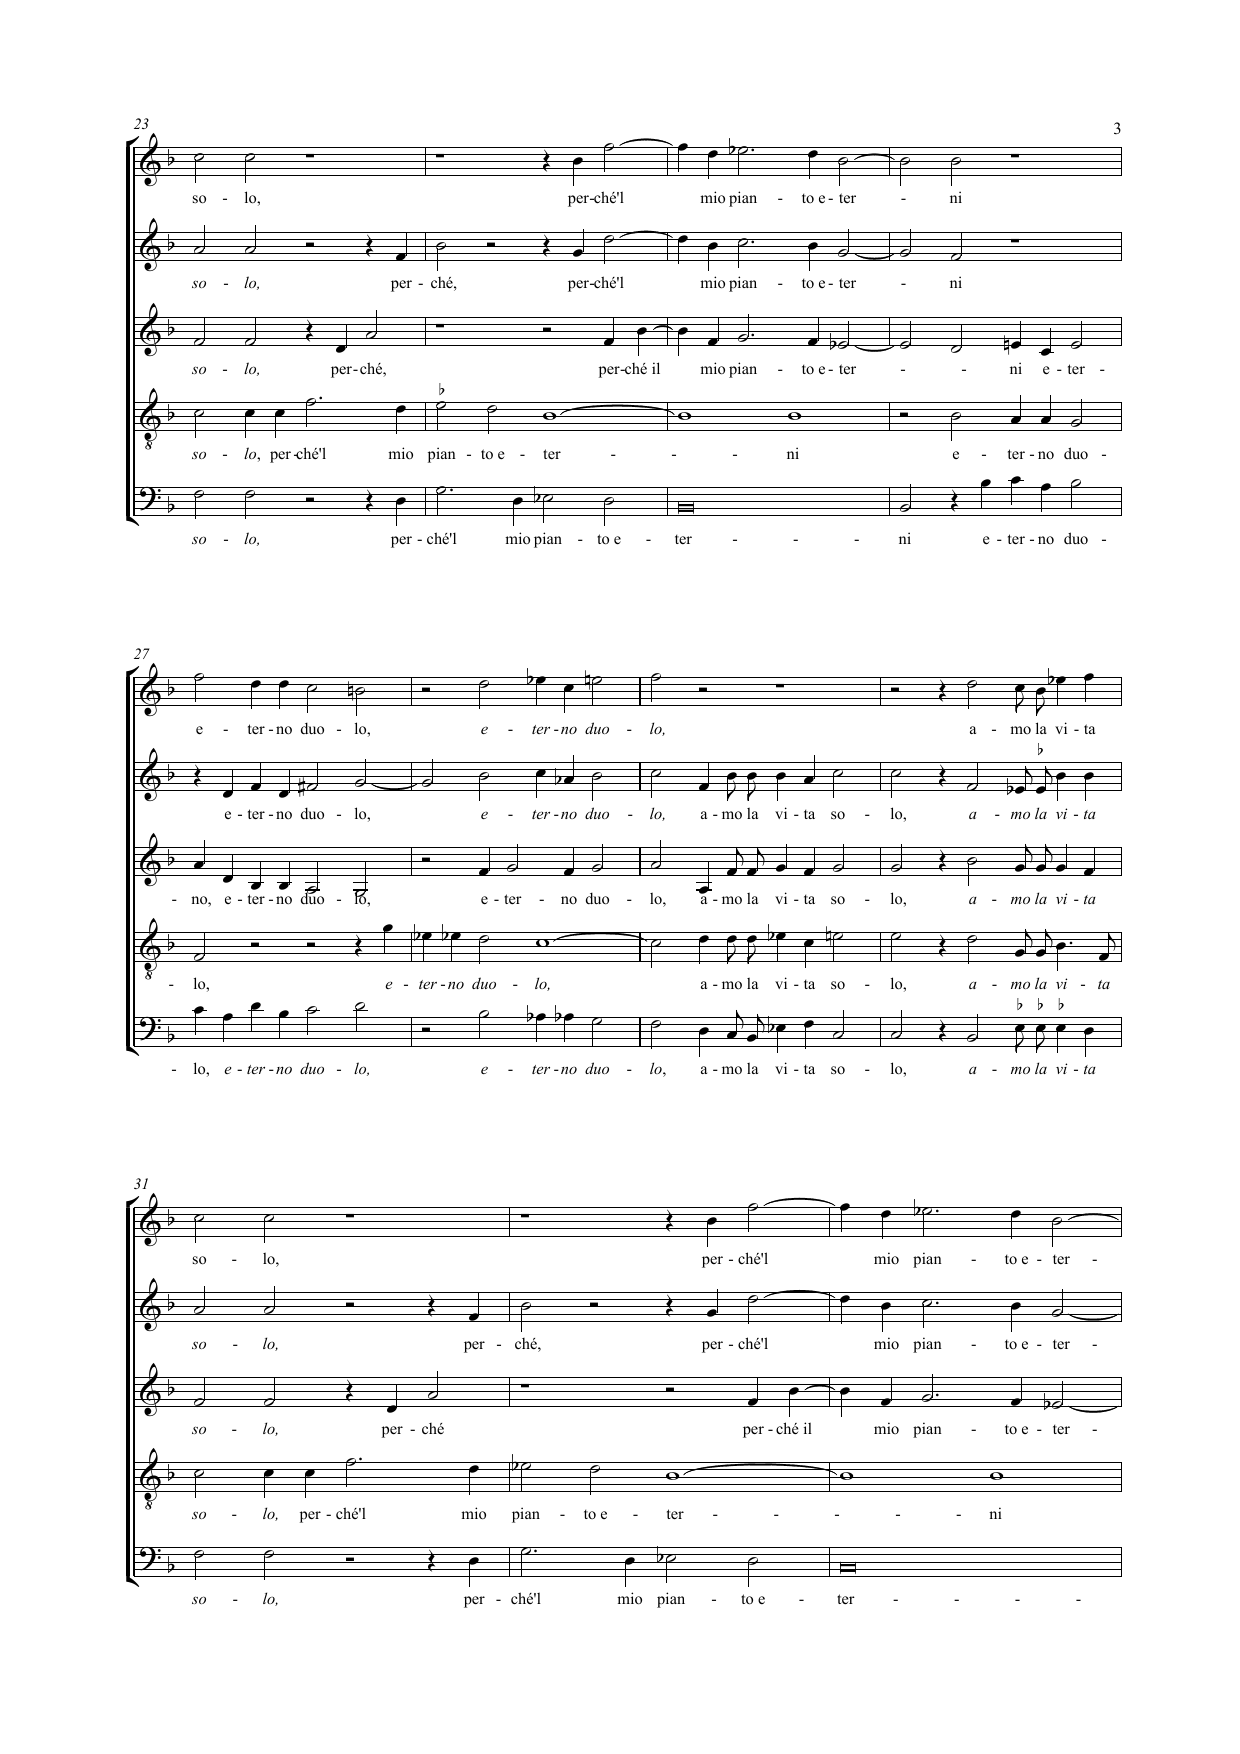 23
3
so - lo, per-ché'l mio pian - to e - ter - ni
so - lo, per - ché, per-ché'l mio pian - to e - ter - ni
so - lo, per-ché, per-ché il mio pian - to e - ter - - ni e - ter -
so - lo, per-ché'l mio pian - to e - ter - - - ni e - ter - no duo -
so - lo, per - ché'l mio pian - to e - ter - - - ni e - ter - no duo -
27
e - ter - no duo - lo, e - ter - no duo - lo, a - mo la vi - ta
e - ter - no duo - lo, e - ter - no duo - lo, a - mo la vi - ta so - lo, a - mo la vi - ta
- no, e - ter - no duo - lo, e - ter - no duo - lo, a - mo la vi - ta so - lo, a - mo la vi - ta
- lo, e - ter - no duo - lo, a - mo la vi - ta so - lo, a - mo la vi - ta
- lo, e - ter - no duo - lo, e - ter - no duo - lo, a - mo la vi - ta so - lo, a - mo la vi - ta
31
so - lo, per - ché'l mio pian - to e - ter -
so - lo, per - ché, per - ché'l mio pian - to e - ter -
so - lo, per - ché per - ché il mio pian - to e - ter -
so - lo, per - ché'l mio pian - to e - ter - - - - ni
so - lo, per - ché'l mio pian - to e - ter - - - -